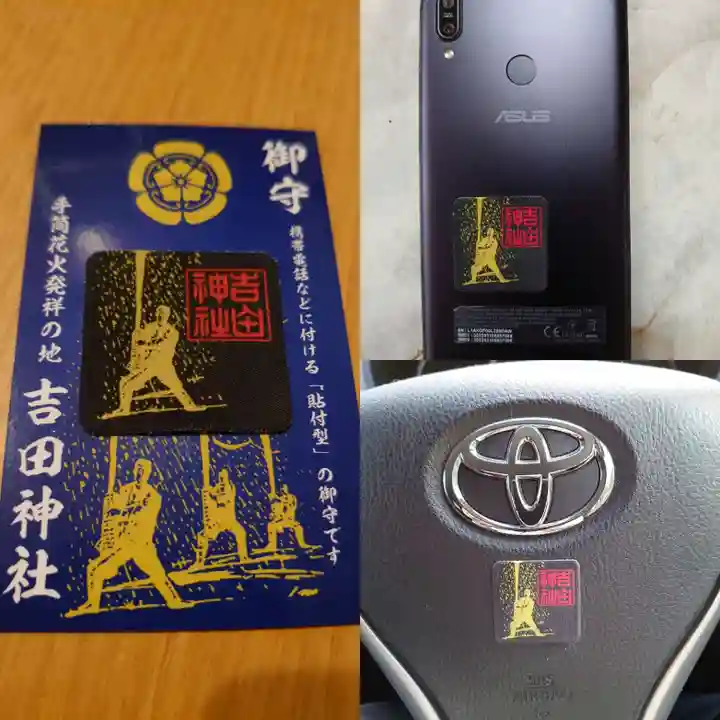 御守
携帯電話などに付ける「貼付型」の御守です
手筒花火発祥の地 吉田神社
吉田神社
ASUS
吉田神社
吉田神社
SRS
AIRBAG